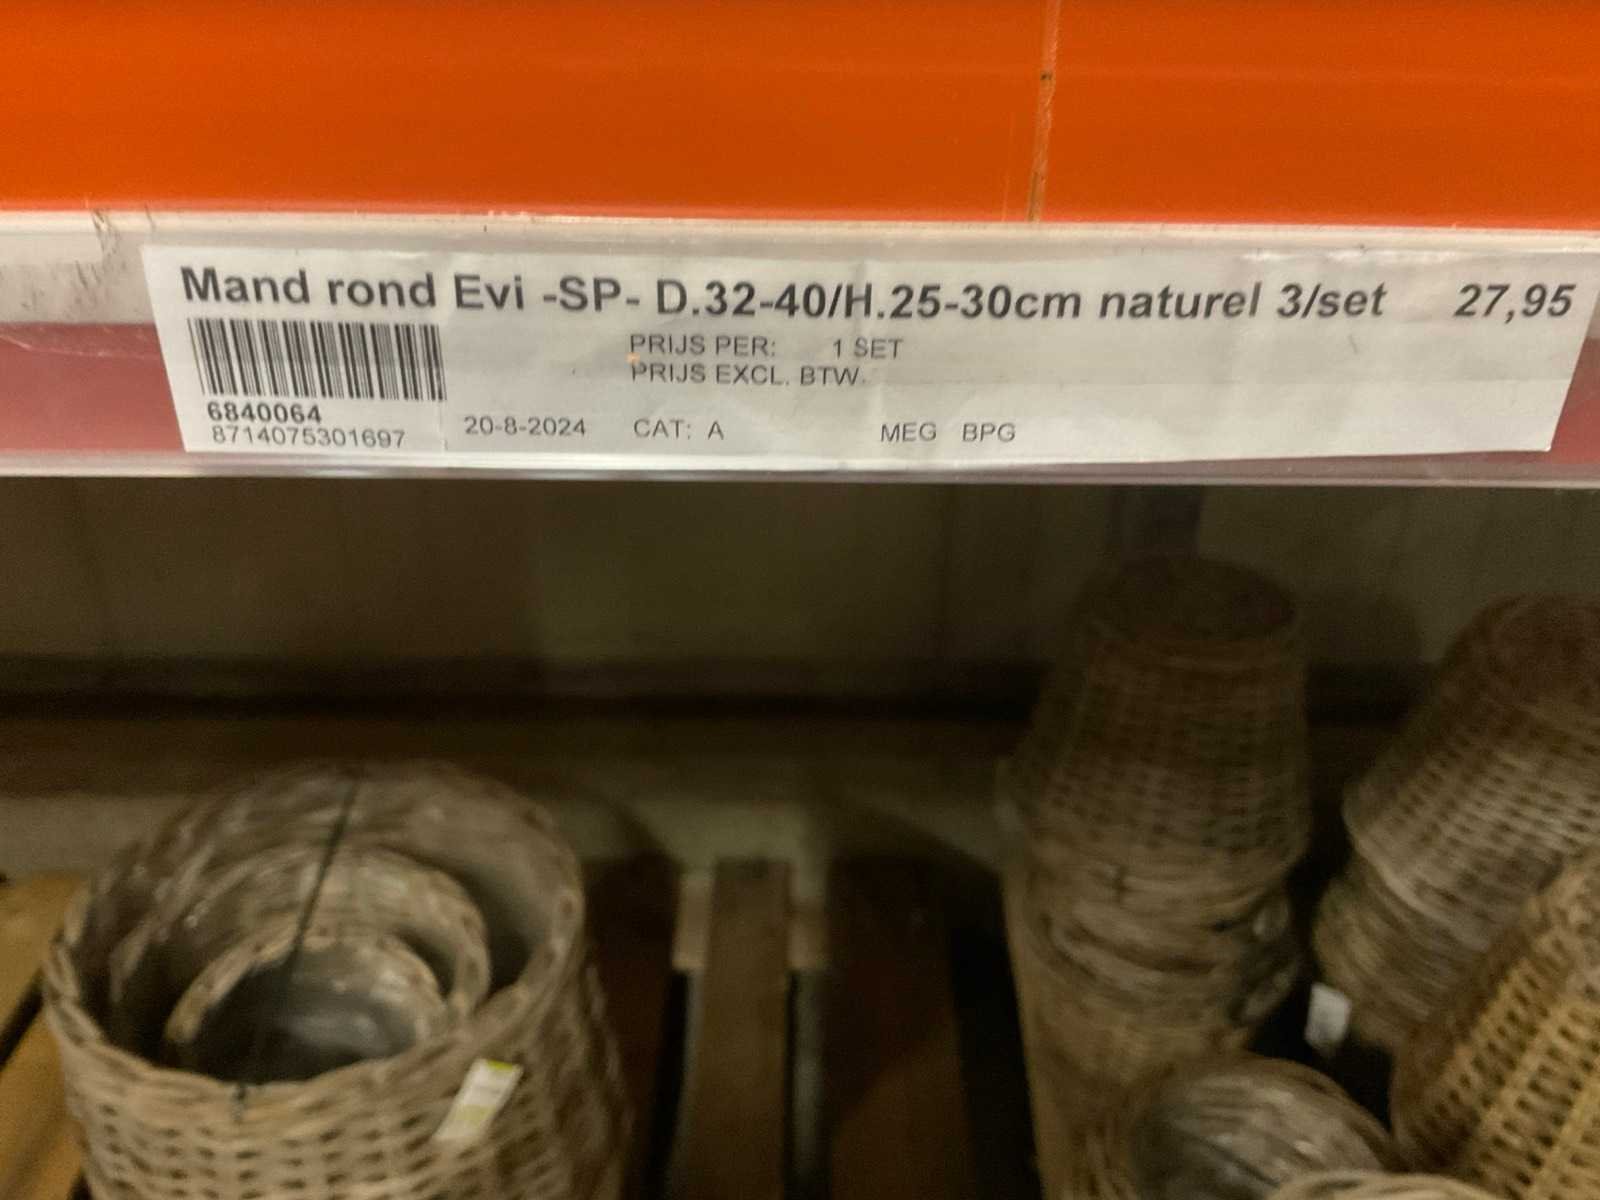 Mand rond Evi -SP- D.32-40/H.25-30cm naturel 3/set 27,95
PRIJS PER: 1 SET
PRIJS EXCL. BTW.
6840064
8714075301697
20-8-2024 CAT: A MEG BPG